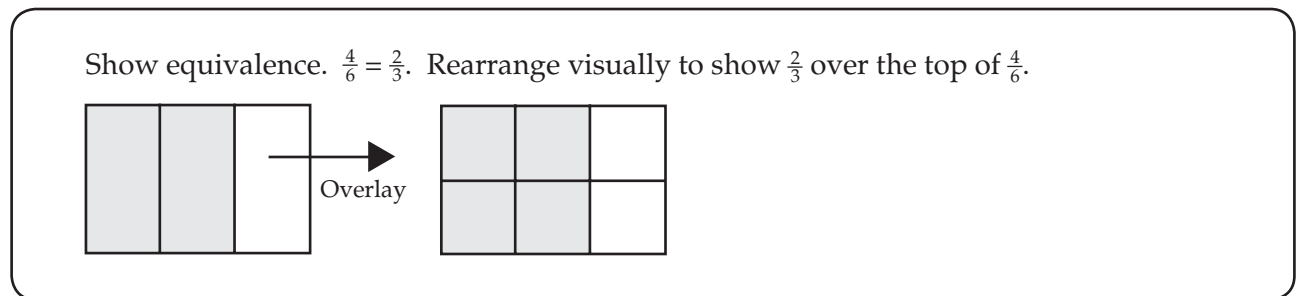 Show equivalence. 4/6 = 2/3. Rearrange visually to show 2/3 over the top of 4/6.
Overlay